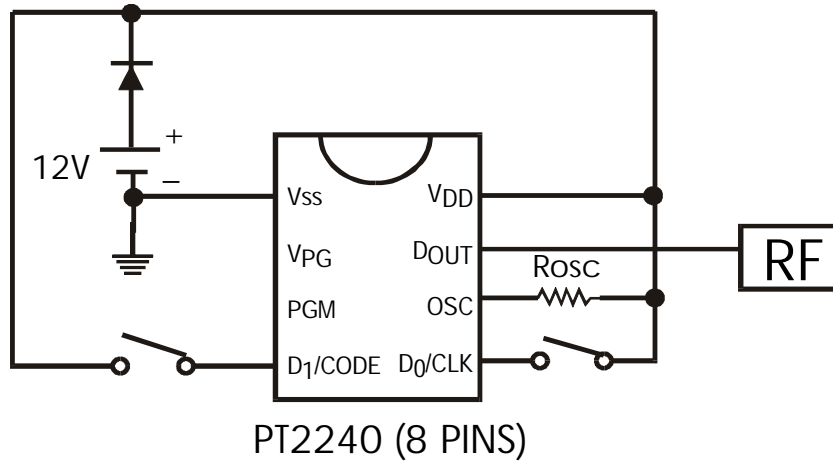 +
12V
−
Vss
VDD
VPG
DOUT
ROSC
RF
PGM
OSC
D1/CODE
D0/CLK
PT2240 (8 PINS)